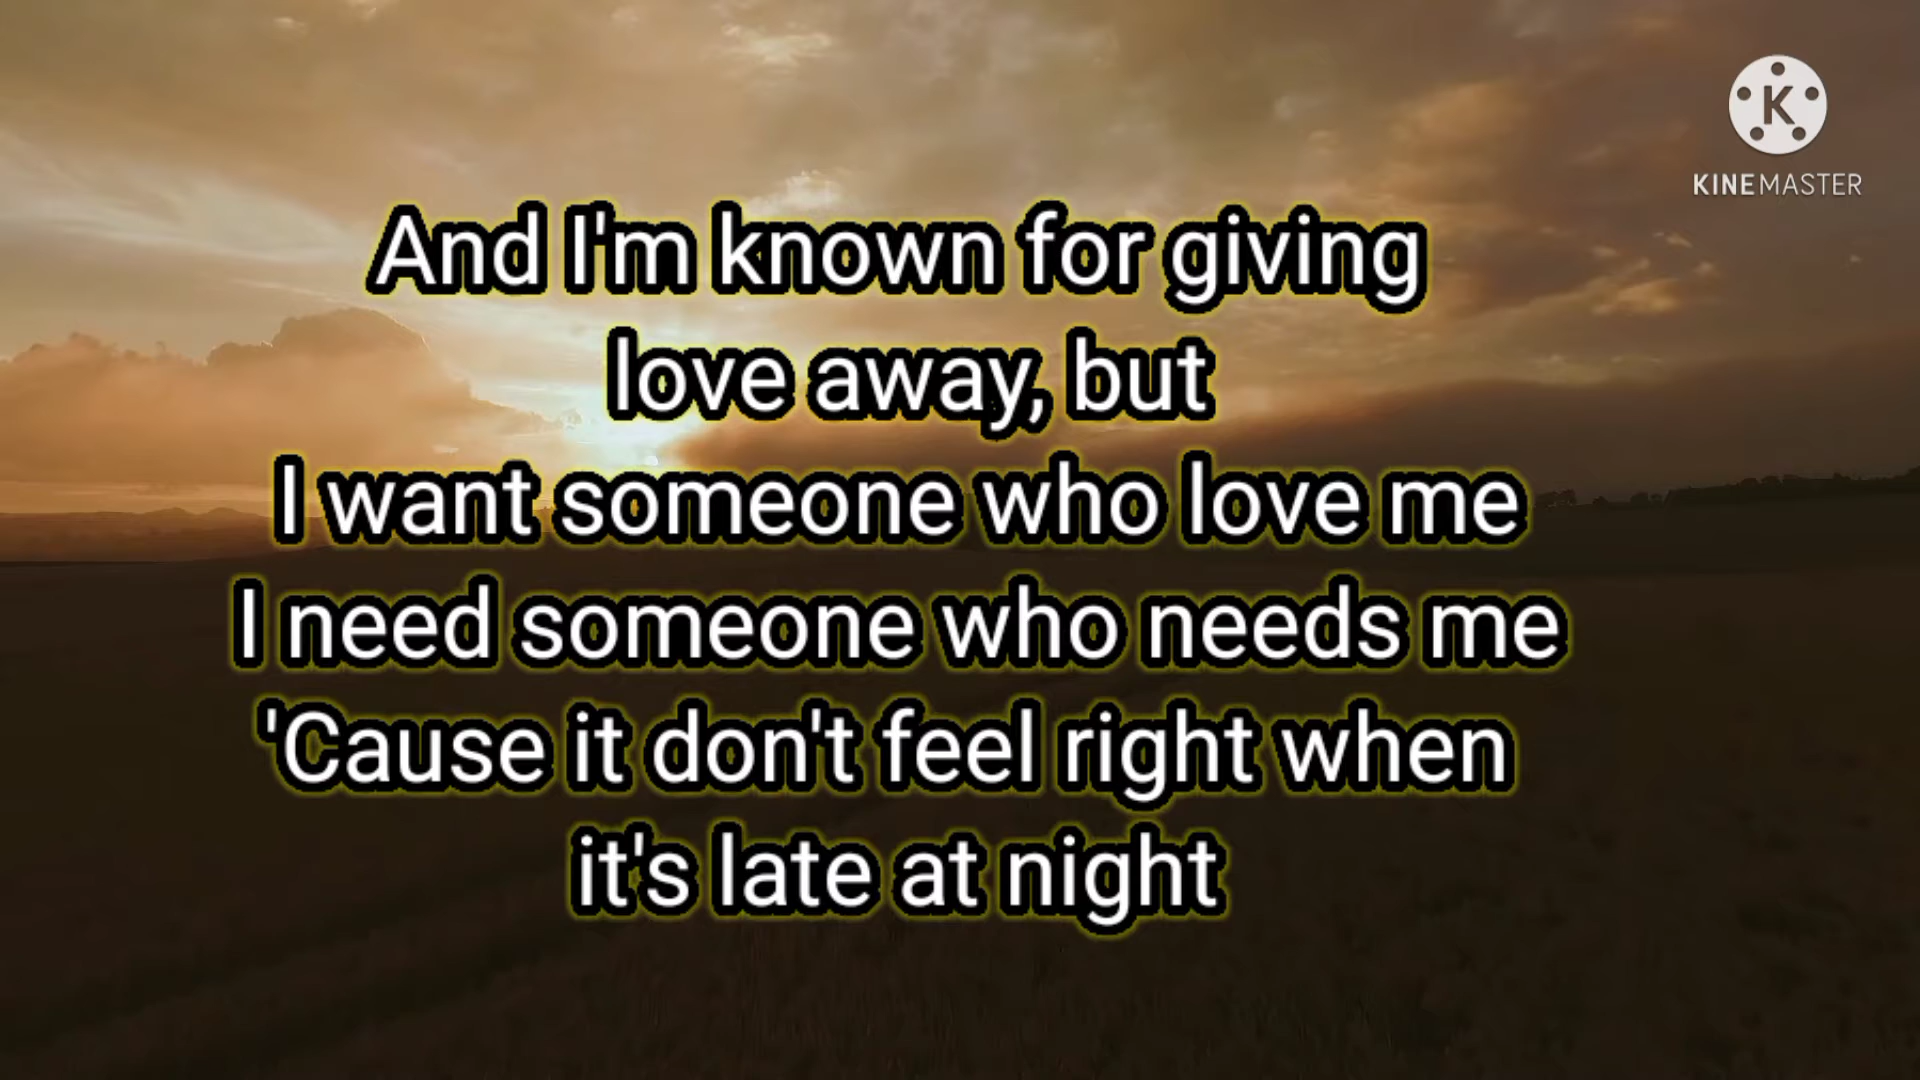 KINEMASTER
And I'm known for giving
love away, but
I want someone who love me
I need someone who needs me
'Cause it don't feel right when
it's late at night